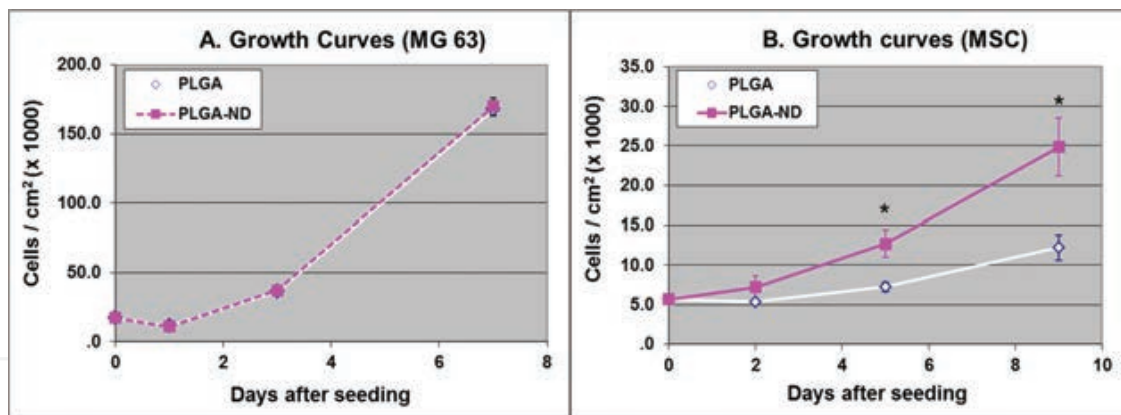 A. Growth Curves (MG 63)
200.0
150.0
100.0
50.0
.0
Cells / cm² (x 1000)
PLGA
PLGA-ND
0 2 4 6 8
Days after seeding
B. Growth curves (MSC)
35.0
30.0
25.0
20.0
15.0
10.0
5.0
.0
Cells / cm² (x 1000)
PLGA
PLGA-ND
*
*
0 2 4 6 8 10
Days after seeding